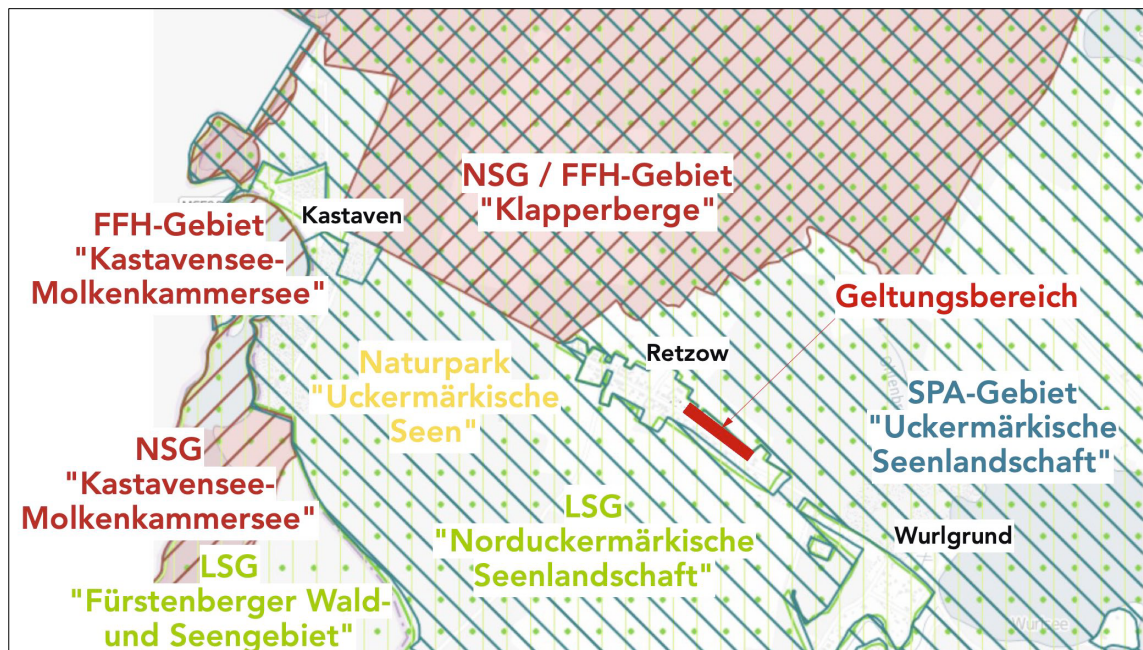 NSG / FFH-Gebiet
"Klapperberge"
Kastaven
FFH-Gebiet
"Kastavensee-
Molkenkammersee"
Geltungsbereich
Retzow
Naturpark
"Uckermärkische
Seen"
SPA-Gebiet
"Uckermärkische
Seenlandschaft"
NSG
"Kastavensee-
Molkenkammersee"
LSG
"Norduckermärkische
Seenlandschaft"
Wurlgrund
LSG
"Fürstenberger Wald-
und Seengebiet"
Wurlsee